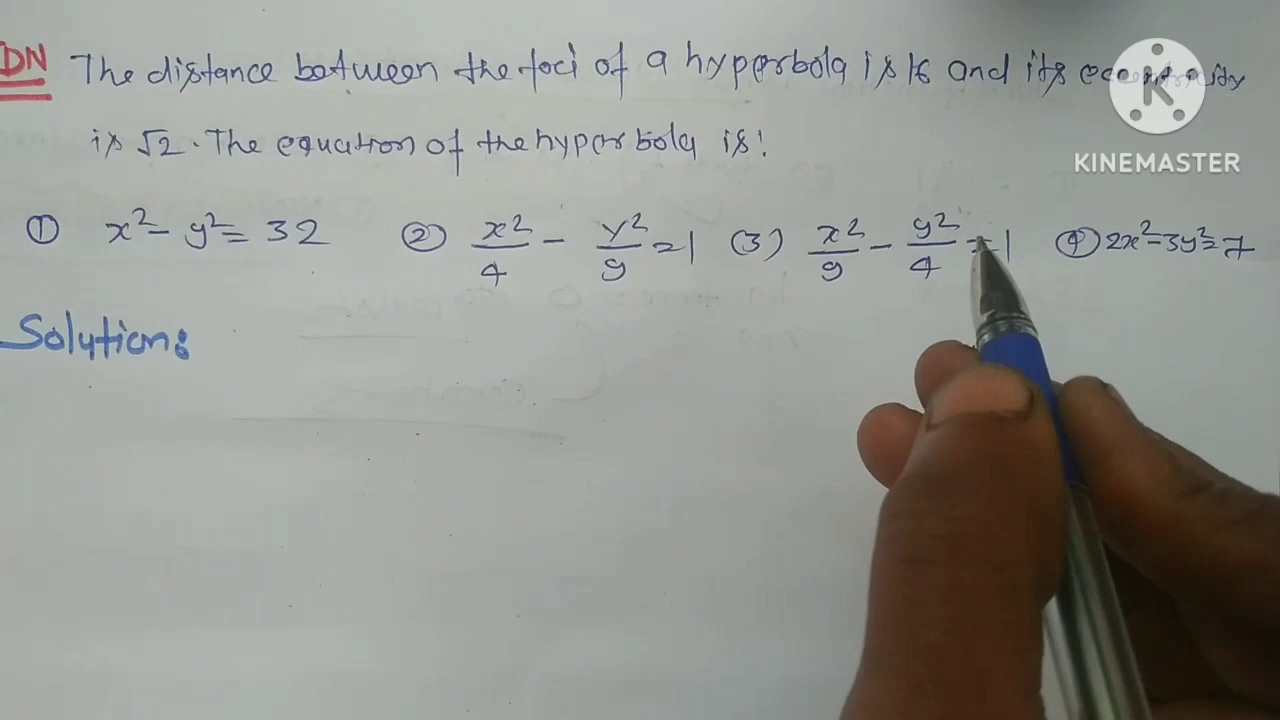 DN The distance between the foci of a hyperbola is 16 and its eccentricity
is √2. The equation of the hyperbola is:
① x² - y² = 32 ② x²/4 - y²/9 = 1 (3) x²/9 - y²/4 = 1 ④ 2x² - 3y² = 7
Solution:
K
KINEMASTER